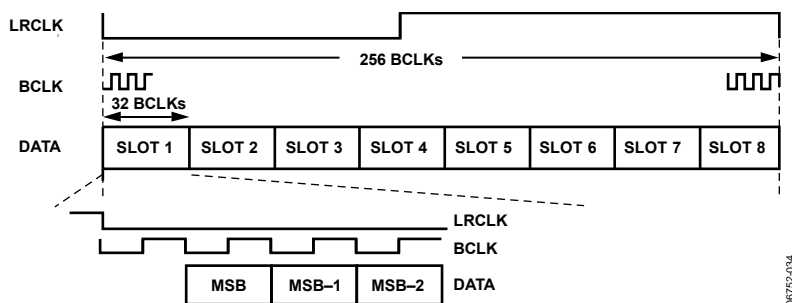 LRCLK
256 BCLKs
BCLK
32 BCLKs
DATA SLOT 1 SLOT 2 SLOT 3 SLOT 4 SLOT 5 SLOT 6 SLOT 7 SLOT 8
LRCLK
BCLK
MSB MSB–1 MSB–2 DATA
06752-034